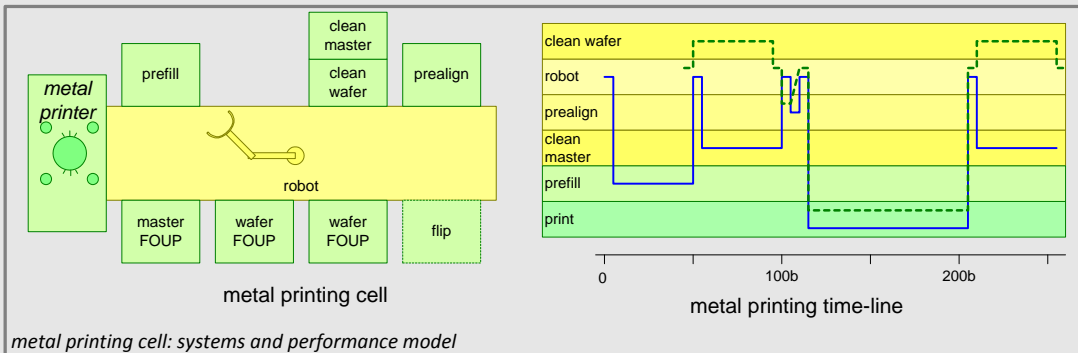 clean
master
prefill
clean
wafer
prealign
metal
printer
robot
master
FOUP
wafer
FOUP
wafer
FOUP
flip
metal printing cell
clean wafer
robot
prealign
clean
master
prefill
print
0
100b
200b
metal printing time-line
metal printing cell: systems and performance model